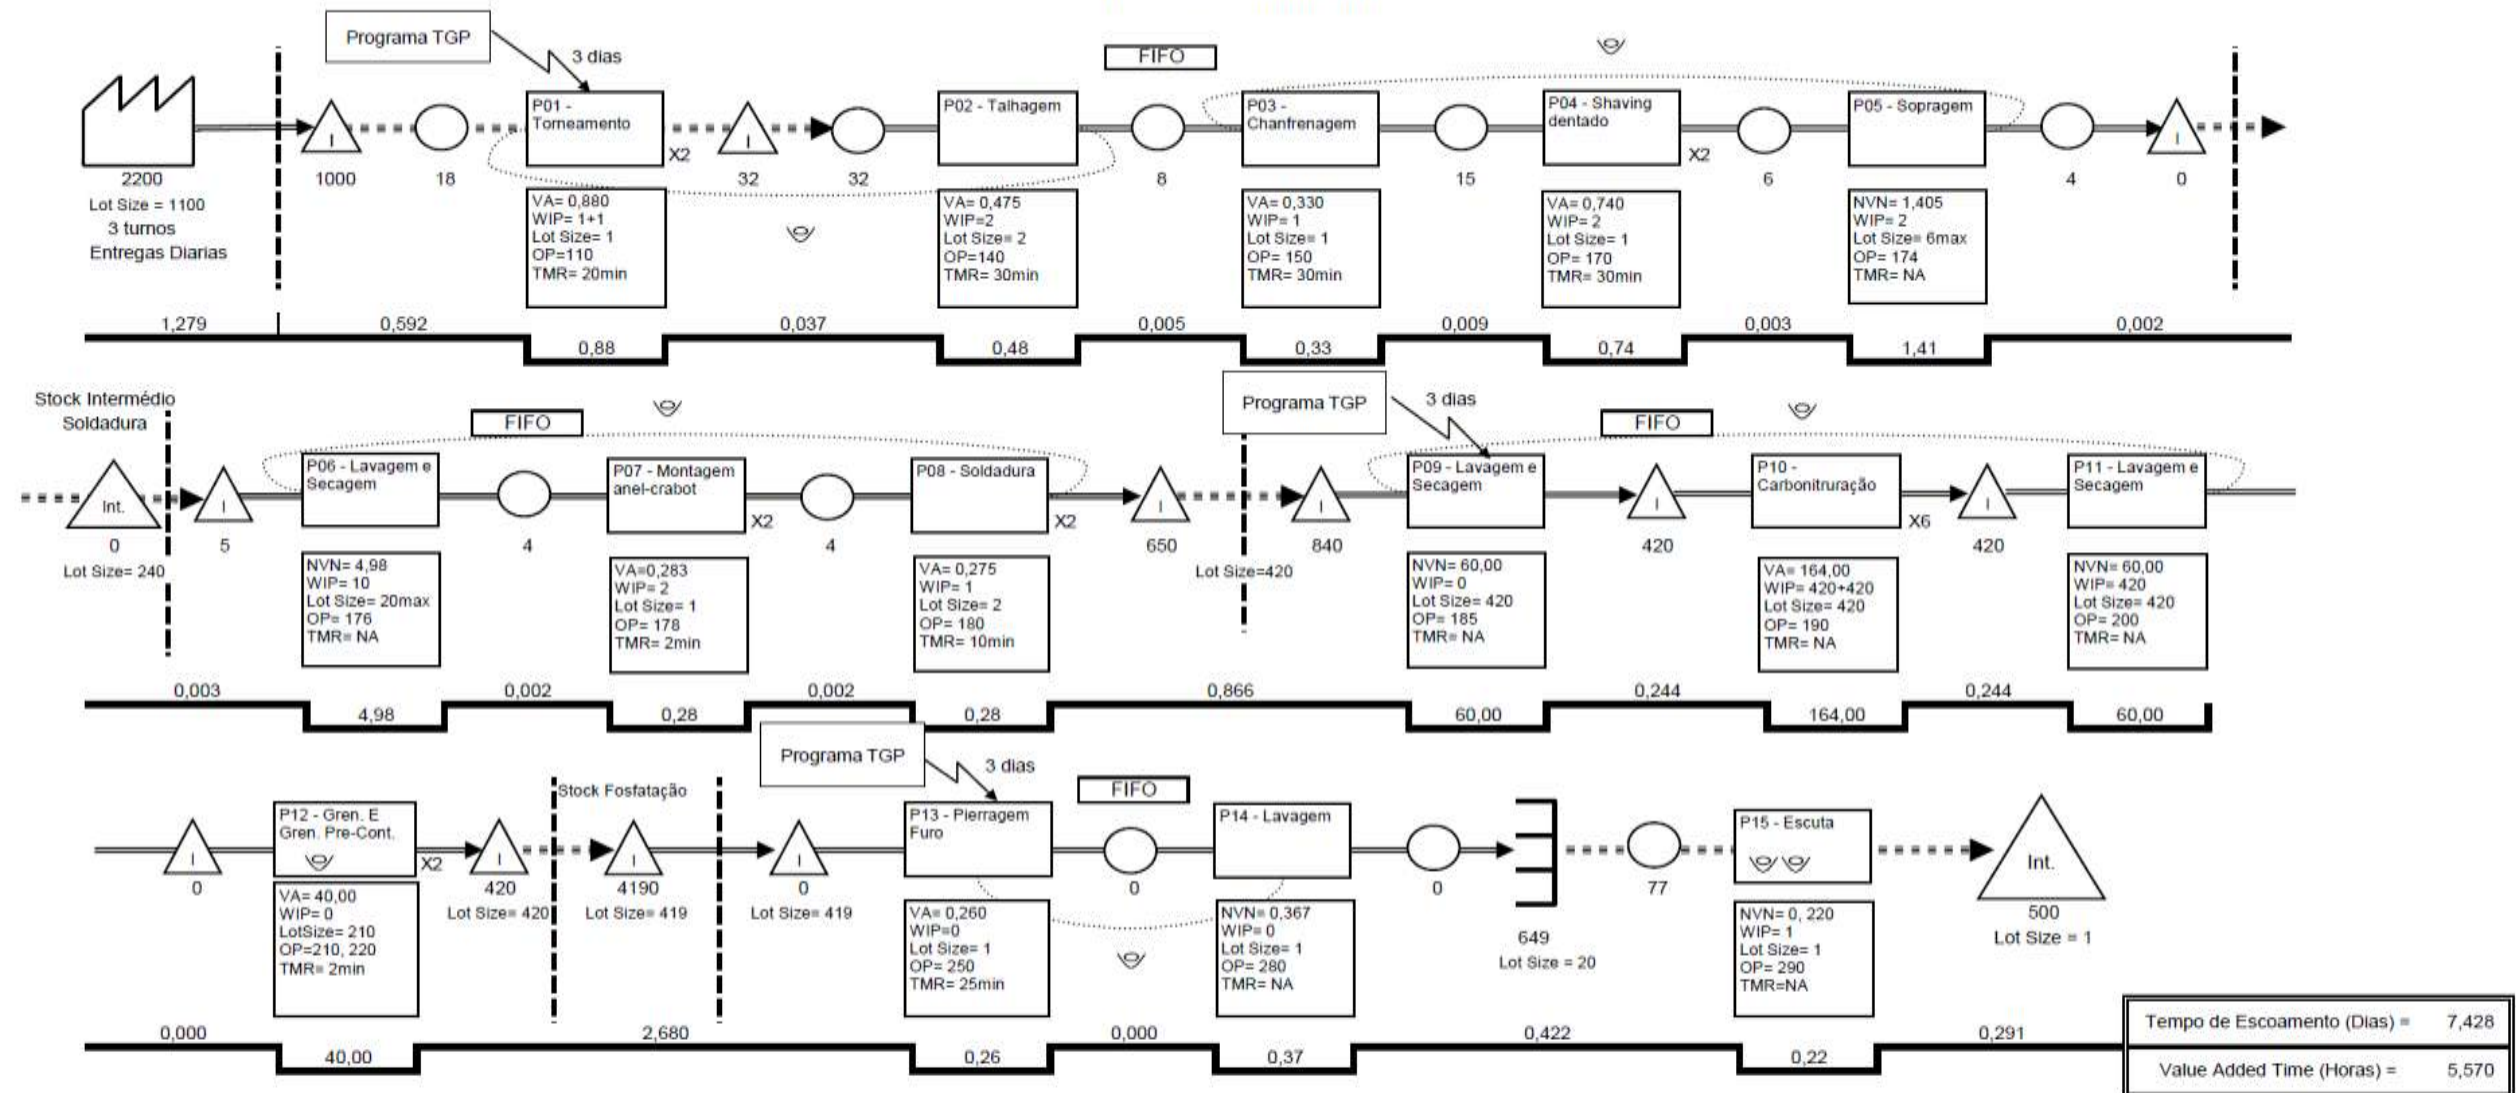 Programa TGP
3 dias
FIFO
2200
Lot Size = 1100
3 turnos
Entregas Diarias
I
1000
18
P01 -
Torneamento
X2
VA= 0,880
WIP= 1+1
Lot Size= 1
OP=110
TMR= 20min
I
32
32
P02 - Talhagem
VA= 0,475
WIP=2
Lot Size= 2
OP=140
TMR= 30min
8
P03 -
Chanfrenagem
VA= 0,330
WIP= 1
Lot Size= 1
OP= 150
TMR= 30min
15
P04 - Shaving
dentado
X2
VA= 0,740
WIP= 2
Lot Size= 1
OP= 170
TMR= 30min
6
P05 - Sopragem
NVN= 1,405
WIP= 2
Lot Size= 6max
OP= 174
TMR= NA
4
I
0
1,279
0,592
0,88
0,037
0,48
0,005
0,33
0,009
0,74
0,003
1,41
0,002
Stock Intermédio
Soldadura
Int.
0
Lot Size= 240
I
5
FIFO
P06 - Lavagem e
Secagem
NVN= 4,98
WIP= 10
Lot Size= 20max
OP= 176
TMR= NA
4
P07 - Montagem
anel-crabot
X2
VA=0,283
WIP= 2
Lot Size= 1
OP= 178
TMR= 2min
4
P08 - Soldadura
X2
VA= 0,275
WIP= 1
Lot Size= 2
OP= 180
TMR= 10min
I
650
Lot Size=420
Programa TGP
3 dias
I
840
FIFO
P09 - Lavagem e
Secagem
NVN= 60,00
WIP= 0
Lot Size= 420
OP= 185
TMR= NA
I
420
P10 -
Carbonitruração
X6
VA= 164,00
WIP= 420+420
Lot Size= 420
OP= 190
TMR= NA
I
420
P11 - Lavagem e
Secagem
NVN= 60,00
WIP= 420
Lot Size= 420
OP= 200
TMR= NA
0,003
4,98
0,002
0,28
0,002
0,28
0,866
60,00
0,244
164,00
0,244
60,00
I
0
P12 - Gren. E
Gren. Pre-Cont.
X2
VA= 40,00
WIP= 0
LotSize= 210
OP=210, 220
TMR= 2min
I
420
Lot Size= 420
Stock Fosfatação
I
4190
Lot Size= 419
I
0
Lot Size= 419
Programa TGP
3 dias
FIFO
P13 - Pierragem
Furo
VA= 0,260
WIP=0
Lot Size= 1
OP= 250
TMR= 25min
0
P14 - Lavagem
NVN= 0,367
WIP= 0
Lot Size= 1
OP= 280
TMR= NA
0
649
Lot Size = 20
77
P15 - Escuta
NVN= 0, 220
WIP= 1
Lot Size= 1
OP= 290
TMR=NA
Int.
500
Lot Size = 1
0,000
40,00
2,680
0,26
0,000
0,37
0,422
0,22
0,291
Tempo de Escoamento (Dias) = 7,428
Value Added Time (Horas) = 5,570